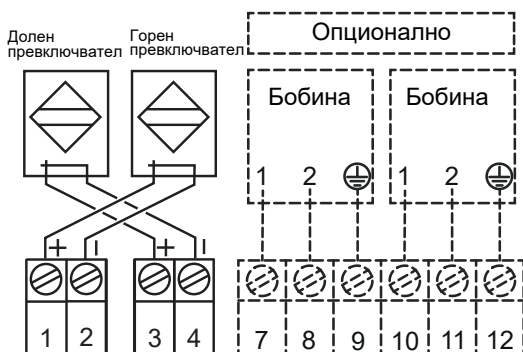 Долен
превключвател
Горен
превключвател
Опционално
Бобина
Бобина
1 2
1 2
+ –
+ –
1 2 3 4 7 8 9 10 11 12